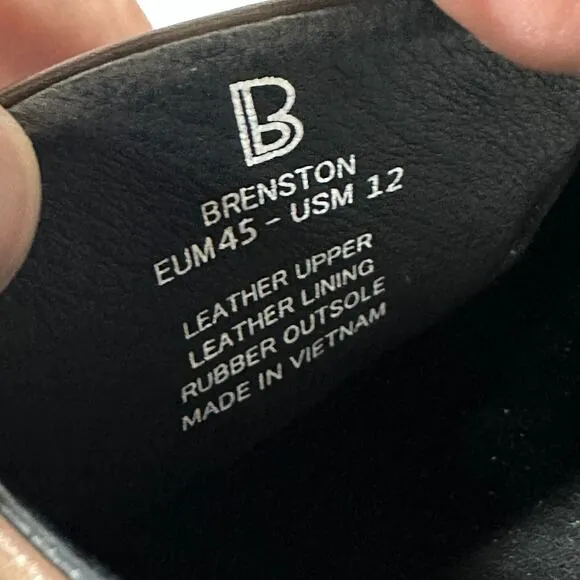 B
BRENSTON
EUM45 - USM 12
LEATHER UPPER
LEATHER LINING
RUBBER OUTSOLE
MADE IN VIETNAM